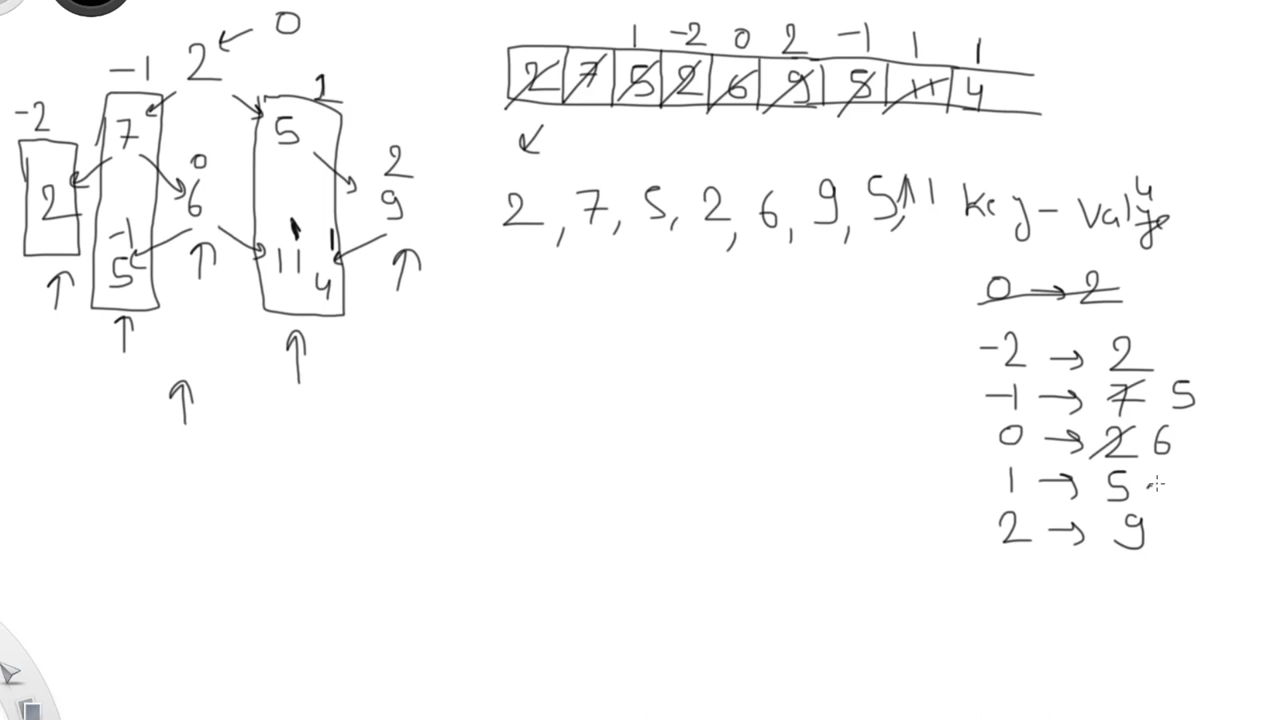 0
-1 2
-2 1
7 5
2 0 2
6 9
-1 1
5 11 4
1 -2 0 2 -1 1 1
2 7 5 2 6 9 5 11 4
2, 7, 5, 2, 6, 9, 5, 11 4
key-value
0 → 2
-2 → 2
-1 → 7 5
0 → 2 6
1 → 5
2 → 9